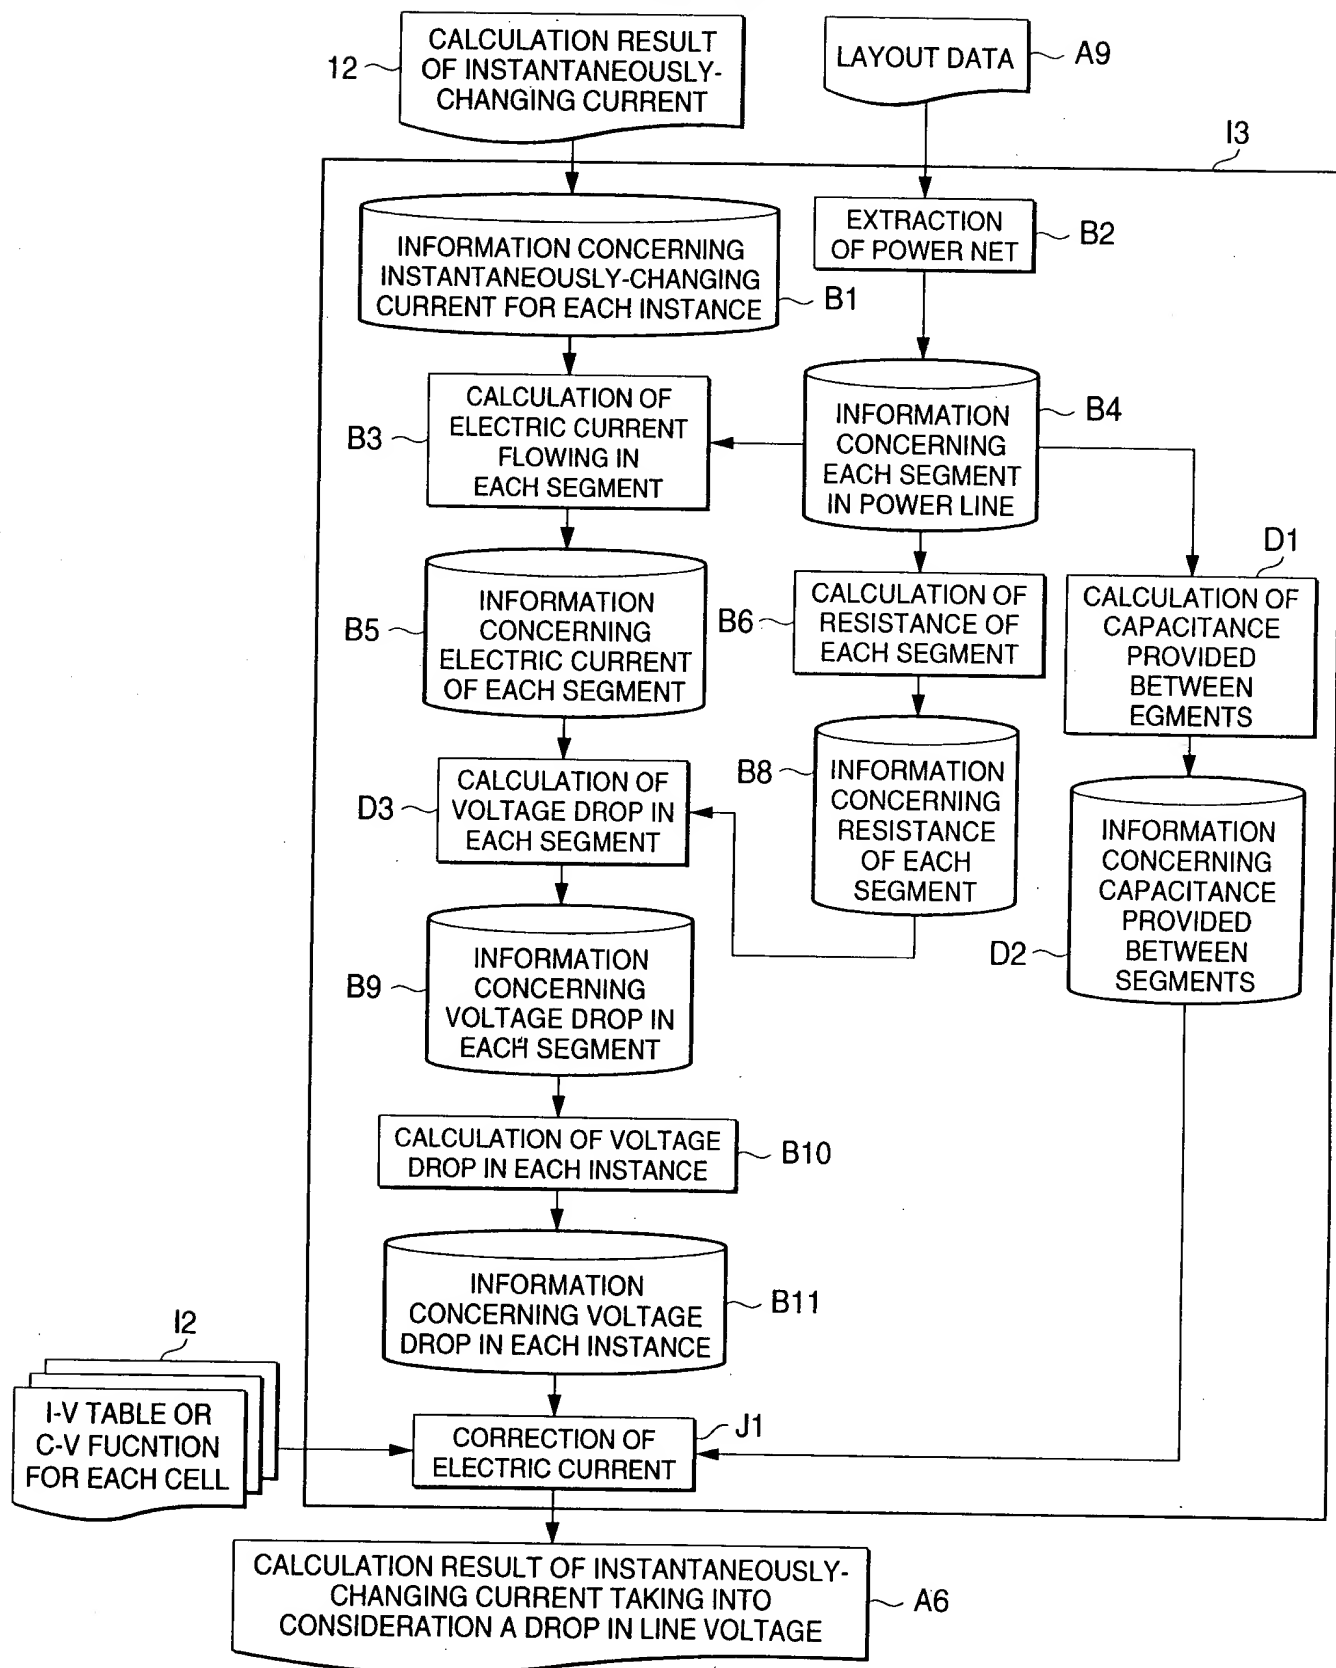 CALCULATION RESULT
OF INSTANTANEOUSLY-
CHANGING CURRENT
12
LAYOUT DATA
A9
I3
INFORMATION CONCERNING
INSTANTANEOUSLY-CHANGING
CURRENT FOR EACH INSTANCE
B1
EXTRACTION
OF POWER NET
B2
CALCULATION OF
ELECTRIC CURRENT
FLOWING IN
EACH SEGMENT
B3
INFORMATION
CONCERNING
EACH SEGMENT
IN POWER LINE
B4
INFORMATION
CONCERNING
ELECTRIC CURRENT
OF EACH SEGMENT
B5
CALCULATION OF
RESISTANCE OF
EACH SEGMENT
B6
D1
CALCULATION OF
CAPACITANCE
PROVIDED
BETWEEN
EGMENTS
CALCULATION OF
VOLTAGE DROP IN
EACH SEGMENT
D3
INFORMATION
CONCERNING
RESISTANCE
OF EACH
SEGMENT
B8
INFORMATION
CONCERNING
CAPACITANCE
PROVIDED
BETWEEN
SEGMENTS
D2
INFORMATION
CONCERNING
VOLTAGE DROP IN
EACH SEGMENT
B9
CALCULATION OF VOLTAGE
DROP IN EACH INSTANCE
B10
INFORMATION
CONCERNING VOLTAGE
DROP IN EACH INSTANCE
B11
I2
I-V TABLE OR
C-V FUCNTION
FOR EACH CELL
CORRECTION OF
ELECTRIC CURRENT
J1
CALCULATION RESULT OF INSTANTANEOUSLY-
CHANGING CURRENT TAKING INTO
CONSIDERATION A DROP IN LINE VOLTAGE
A6